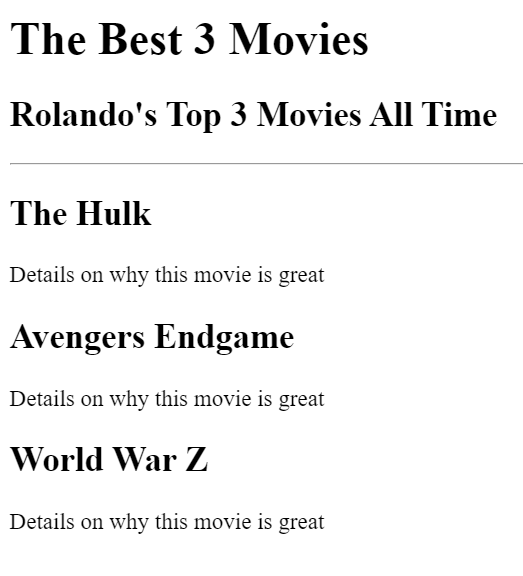 The Best 3 Movies
Rolando's Top 3 Movies All Time
The Hulk
Details on why this movie is great
Avengers Endgame
Details on why this movie is great
World War Z
Details on why this movie is great